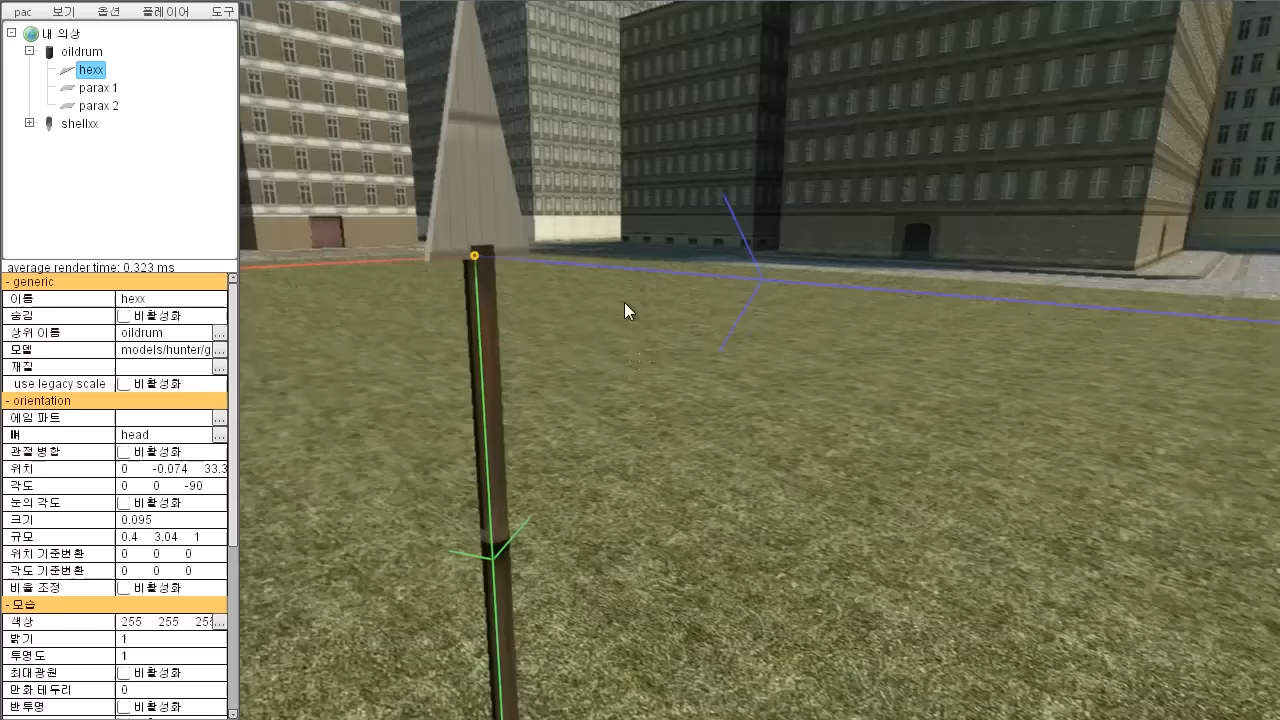 pac 보기 옵션 플레이어 도구
내 의상
oildrum
hexx
parax 1
parax 2
shellxx
average render time: 0.323 ms
- generic
이름 hexx
숨김 비활성화
상위 이름 oildrum
모델 models/hunter/g ...
재질 ...
use legacy scale 비활성화
- orientation
에임 파트 ...
뼈 head ...
관절 병합 비활성화
위치 0 -0.074 33.3
각도 0 0 -90
눈의 각도 비활성화
크기 0.095
규모 0.4 3.04 1
위치 기준변환 0 0 0
각도 기준변환 0 0 0
비율 조정 비활성화
- 모습
색상 255 255 255 ...
밝기 1
투명도 1
최대광원 비활성화
만화 테두리 0
반투명 비활성화